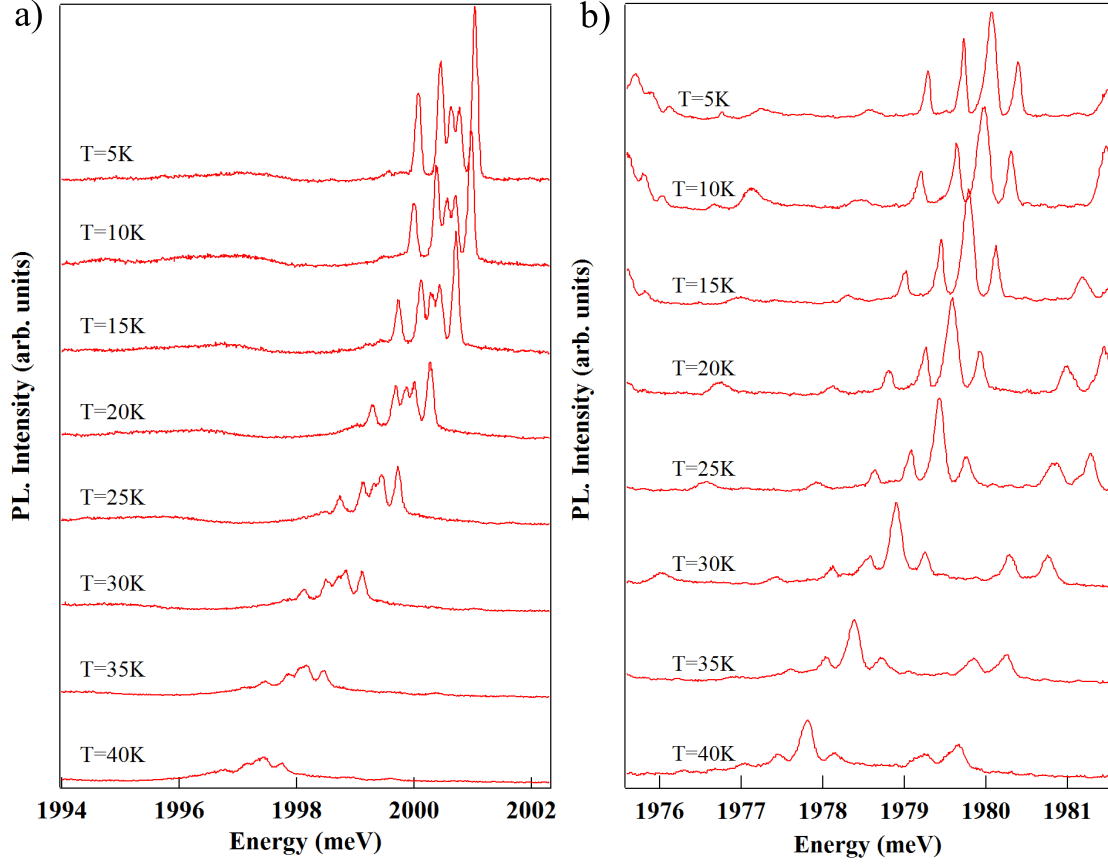 a)
PL. Intensity (arb. units)
T=5K
T=10K
T=15K
T=20K
T=25K
T=30K
T=35K
T=40K
1994 1996 1998 2000 2002
Energy (meV)
b)
PL. Intensity (arb. units)
T=5K
T=10K
T=15K
T=20K
T=25K
T=30K
T=35K
T=40K
1976 1977 1978 1979 1980 1981
Energy (meV)